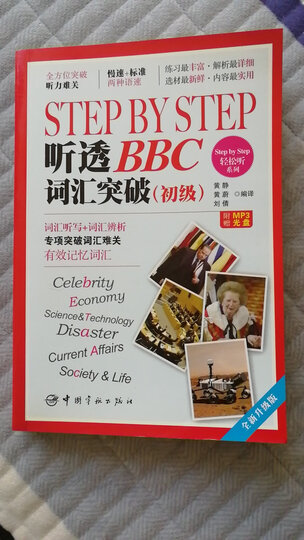 全方位突破
听力难关
慢速+标准
两种语速
练习最丰富·解析最详细
选材最新鲜·内容最实用
STEP BY STEP
听透BBC
词汇突破(初级)
Step by Step
轻松听
系列
黄静
黄蔚 ◎编译
刘倩
附赠 MP3 光盘
词汇听写+词汇辨析
专项突破词汇难关
有效记忆词汇
Celebrity
Economy
Science&Technology
Disaster
Current Affairs
Society & Life
中国宇航出版社
全新升级版